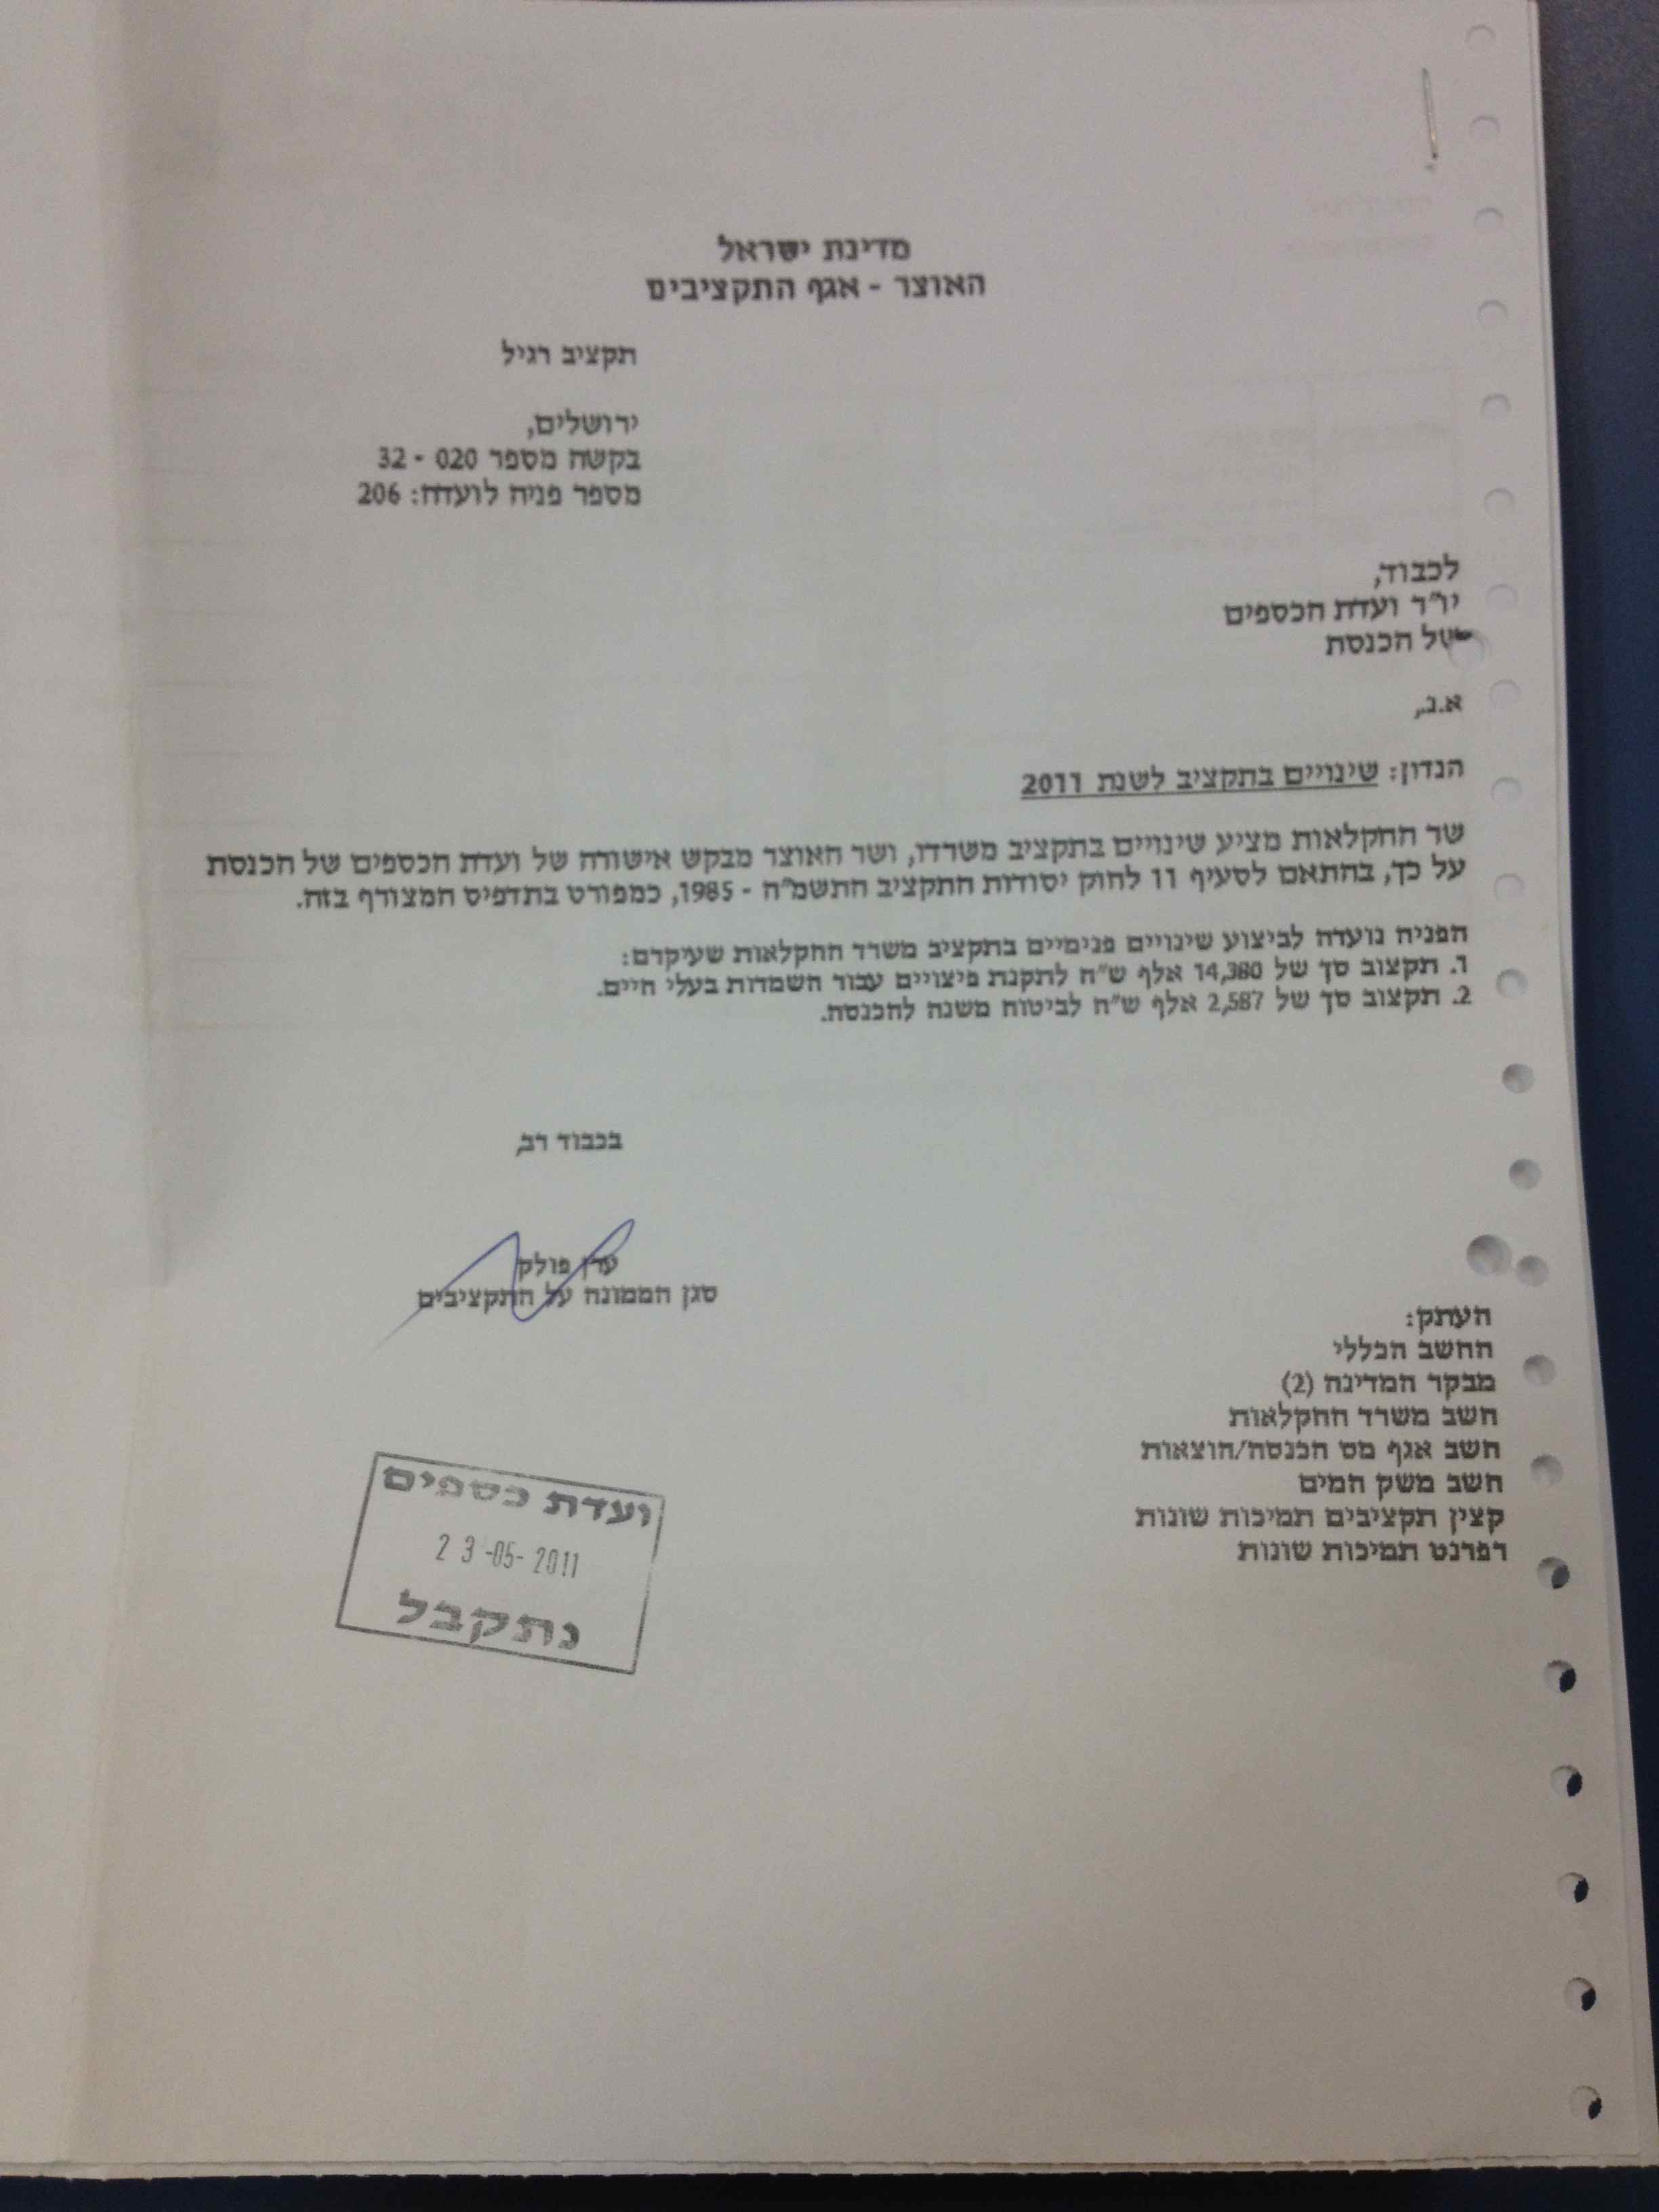 מדינת ישראל
האוצר - אגף התקציבים
תקציב רגיל
ירושלים,
בקשה מספר 020 - 32
מספר פניה לועדה: 206
לכבוד,
יו"ר ועדת הכספים
של הכנסת
א.נ.,
הנדון: שינויים בתקציב לשנת 2011
שר החקלאות מציע שינויים בתקציב משרדו, ושר האוצר מבקש אישורה של ועדת הכספים של הכנסת
על כך, בהתאם לסעיף 11 לחוק יסודות התקציב התשמ"ה - 1985, כמפורט בתדפיס המצורף בזה.
הפניה נועדה לביצוע שינויים פנימיים בתקציב משרד החקלאות שעיקרם:
1. תקצוב סך של 14,380 אלף ש"ח לתקנת פיצויים עבור השמדות בעלי חיים.
2. תקצוב סך של 2,587 אלף ש"ח לביטוח משנה להכנסה.
בכבוד רב,
ערן פולק
סגן הממונה על התקציבים
העתק:
החשב הכללי
מבקר המדינה (2)
חשב משרד החקלאות
חשב אגף מס הכנסה/הוצאות
חשב משק המים
קצין תקציבים תמיכות שונות
רפרנט תמיכות שונות
ועדת כספים
23-05-2011
נתקבל